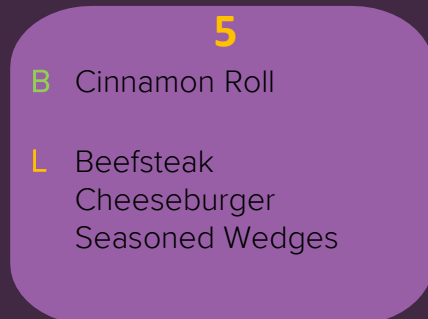 5
B Cinnamon Roll
L Beefsteak
Cheeseburger
Seasoned Wedges